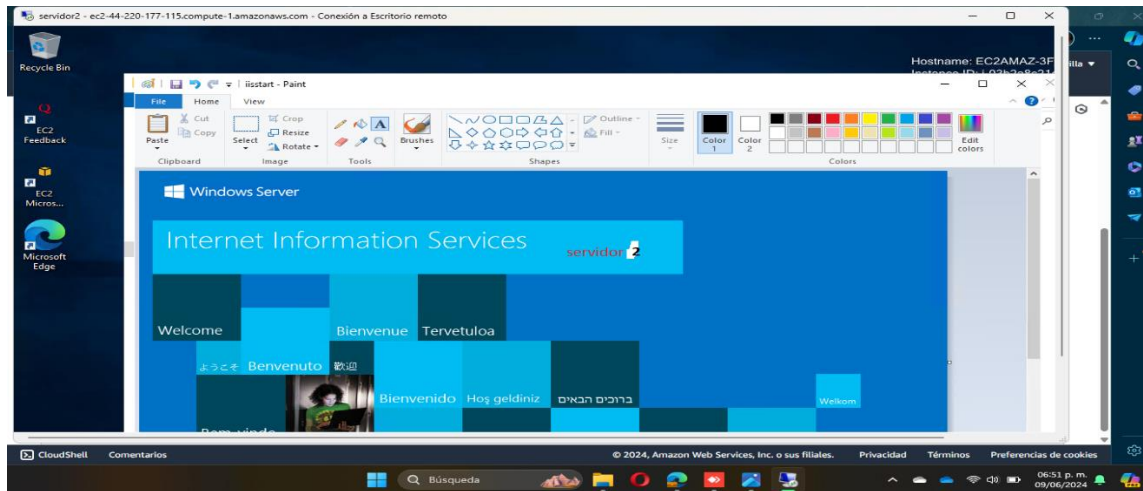 servidor2 - ec2-44-220-177-115.compute-1.amazonaws.com - Conexión a Escritorio remoto
Recycle Bin
Hostname: EC2AMAZ-3F
illa
iisstart - Paint
File Home View
Cut
Copy
Paste
Crop
Resize
Rotate
Select
Brushes
Outline
Fill
Size
Color 1
Color 2
Edit colors
Clipboard Image Tools Shapes Colors
EC2 Feedback
EC2 Micros...
Microsoft Edge
Windows Server
Internet Information Services
servidor 2
Welcome Bienvenue Tervetuloa
ようこそ Benvenuto 歡迎
Bienvenido Hoş geldiniz ברוכים הבאים Welkom
CloudShell Comentarios © 2024, Amazon Web Services, Inc. o sus filiales. Privacidad Términos Preferencias de cookies
Búsqueda
06:51 p. m.
09/06/2024